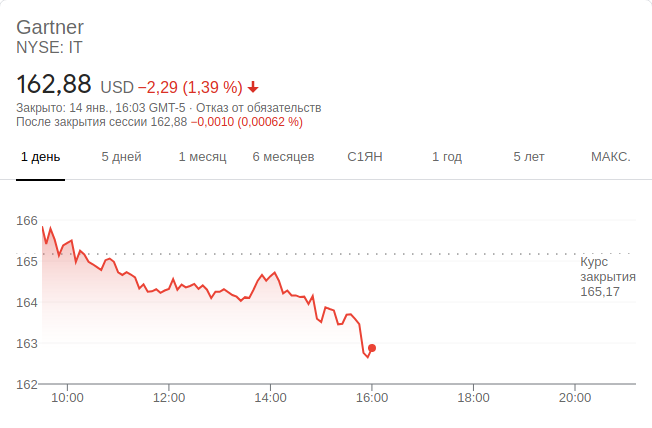 Gartner
NYSE: IT
162,88 USD −2,29 (1,39 %)
Закрыто: 14 янв., 16:03 GMT-5 · Отказ от обязательств
После закрытия сессии 162,88 −0,0010 (0,00062 %)
1 день 5 дней 1 месяц 6 месяцев С1ЯН 1 год 5 лет МАКС.
166
165
164
163
162
Курс
закрытия
165,17
10:00 12:00 14:00 16:00 18:00 20:00